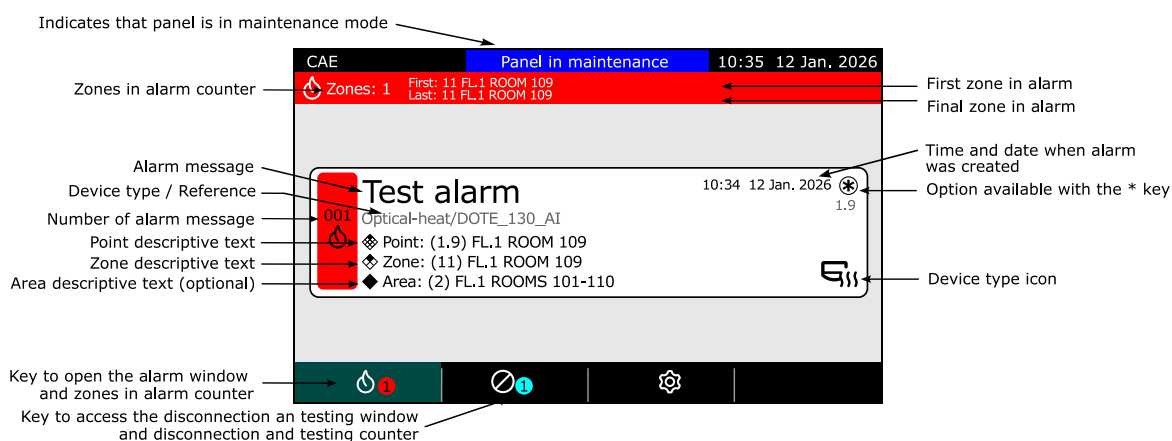 Indicates that panel is in maintenance mode
CAE Panel in maintenance 10:35 12 Jan. 2026
Zones in alarm counter
Zones: 1
First: 11 FL.1 ROOM 109
Last: 11 FL.1 ROOM 109
First zone in alarm
Final zone in alarm
Alarm message
Device type / Reference
Number of alarm message
Point descriptive text
Zone descriptive text
Area descriptive text (optional)
001
Test alarm
Optical-heat/DOTE_130_AI
Point: (1.9) FL.1 ROOM 109
Zone: (11) FL.1 ROOM 109
Area: (2) FL.1 ROOMS 101-110
10:34 12 Jan. 2026
1.9
Time and date when alarm
was created
Option available with the * key
Device type icon
Key to open the alarm window
and zones in alarm counter
1
1
Key to access the disconnection an testing window
and disconnection and testing counter